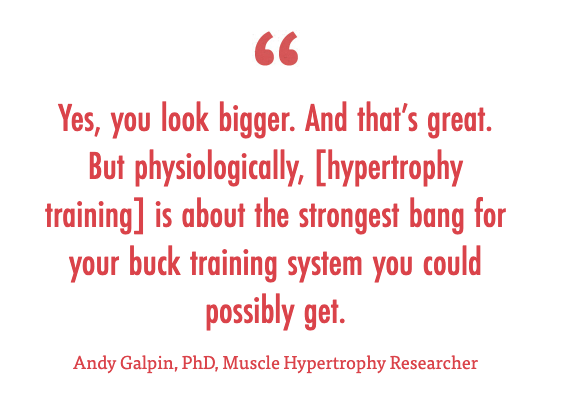 “
Yes, you look bigger. And that’s great.
But physiologically, [hypertrophy
training] is about the strongest bang for
your buck training system you could
possibly get.
Andy Galpin, PhD, Muscle Hypertrophy Researcher